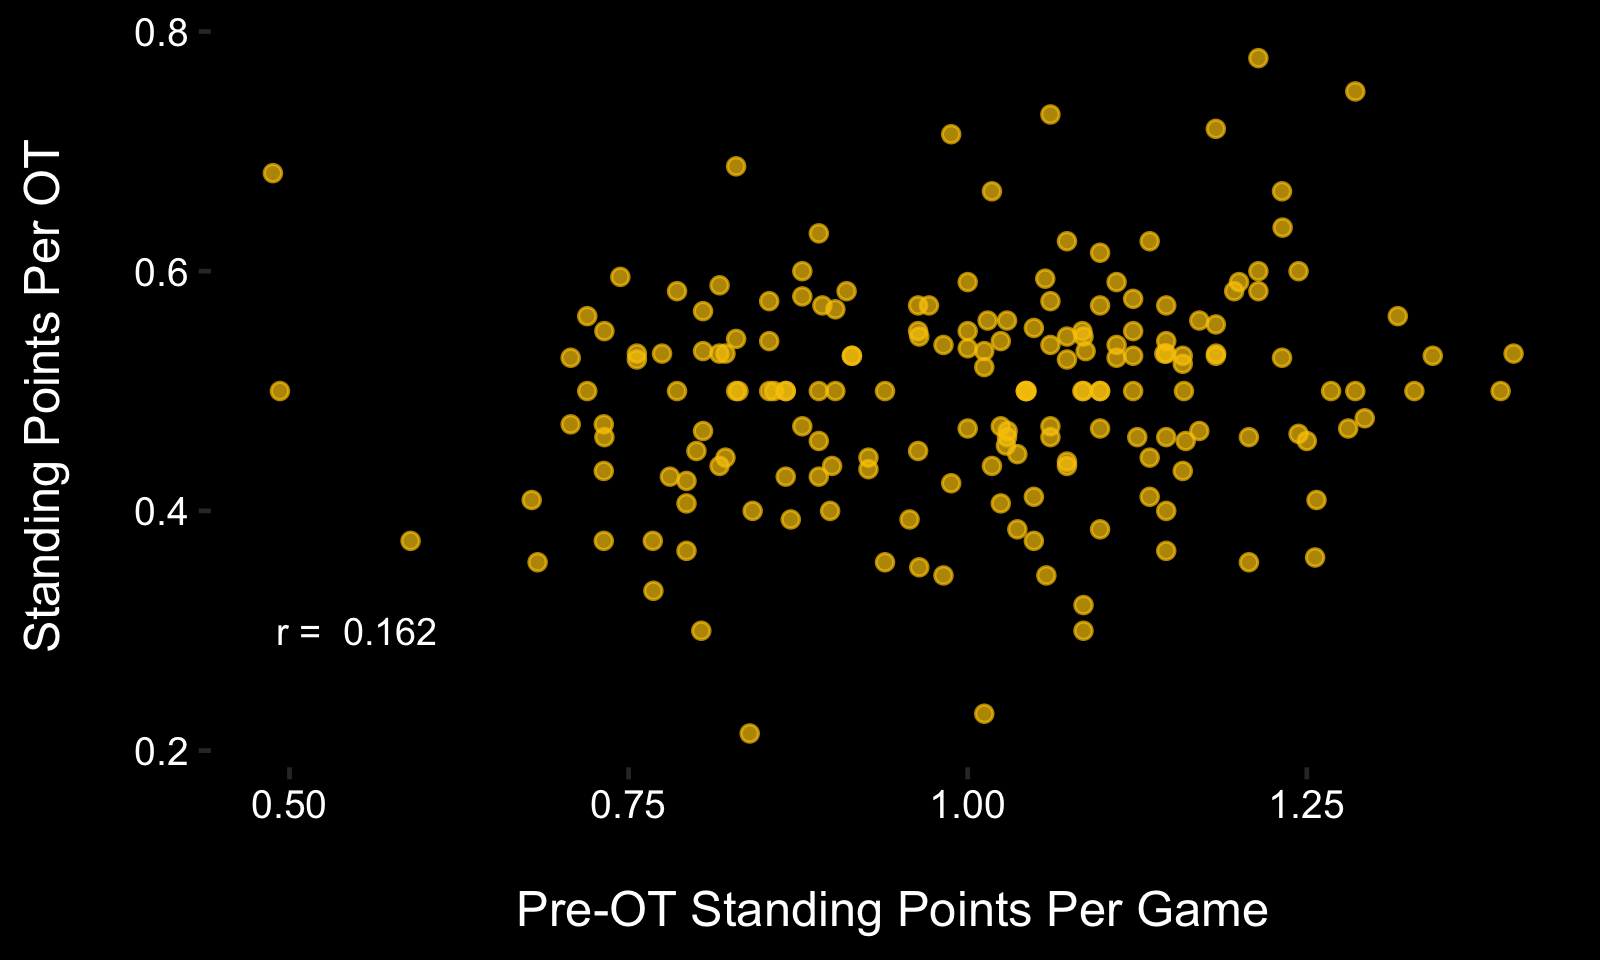 0.8
0.6
0.4
0.2
Standing Points Per OT
r = 0.162
0.50 0.75 1.00 1.25
Pre-OT Standing Points Per Game